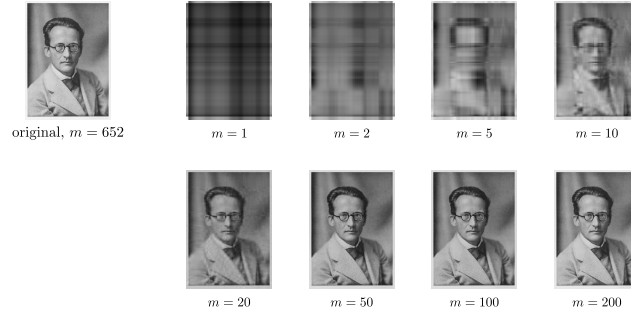 original, m = 652
m = 1
m = 2
m = 5
m = 10
m = 20
m = 50
m = 100
m = 200